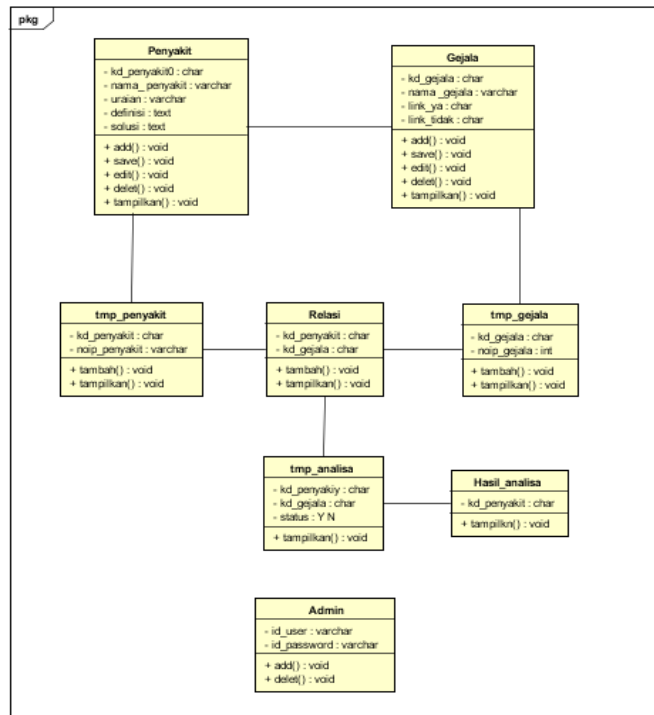 pkg
Penyakit
- kd_penyakit0 : char
- nama_ penyakit : varchar
- uraian : varchar
- definisi : text
- solusi : text
+ add() : void
+ save() : void
+ edit() : void
+ delet() : void
+ tampilkan() : void
Gejala
- kd_gejala : char
- nama _gejala : varchar
- link_ya : char
- link_tidak : char
+ add() : void
+ save() : void
+ edit() : void
+ delet() : void
+ tampilkan() : void
tmp_penyakit
- kd_penyakit : char
- noip_penyakit : varchar
+ tambah() : void
+ tampilkan() : void
Relasi
- kd_penyakit : char
- kd_gejala : char
+ tambah() : void
+ tampilkan() : void
tmp_gejala
- kd_gejala : char
- noip_gejala : int
+ tambah() : void
+ tampilkan() : void
tmp_analisa
- kd_penyakiy : char
- kd_gejala : char
- status : Y N
+ tampilkan() : void
Hasil_analisa
- kd_penyakit : char
+ tampilkn() : void
Admin
- id_user : varchar
- id_password : varchar
+ add() : void
+ delet() : void